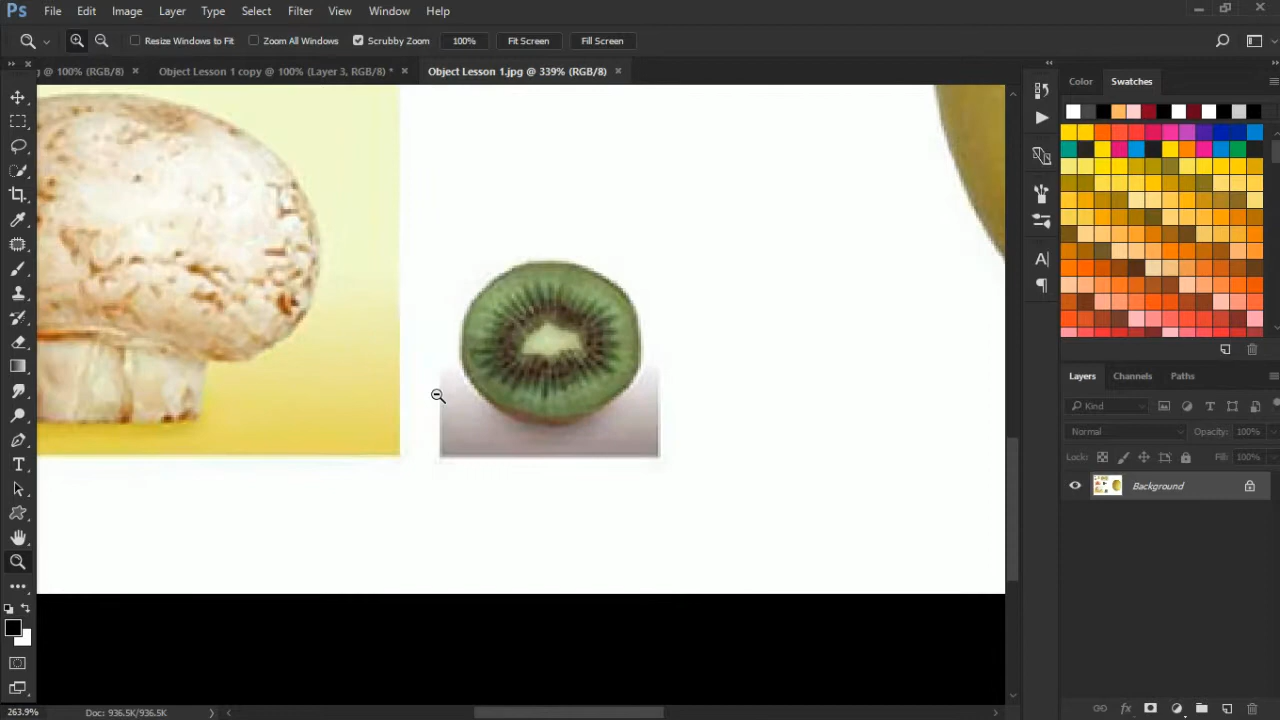 Ps File Edit Image Layer Type Select Filter View Window Help
Resize Windows to Fit Zoom All Windows Scrubby Zoom 100% Fit Screen Fill Screen
g @ 100% (RGB/8) × Object Lesson 1 copy @ 100% (Layer 3, RGB/8) * × Object Lesson 1.jpg @ 339% (RGB/8) ×
Color Swatches
Layers Channels Paths
Kind
Normal Opacity: 100%
Lock: Fill: 100%
Background
263.9% Doc: 936.5K/936.5K